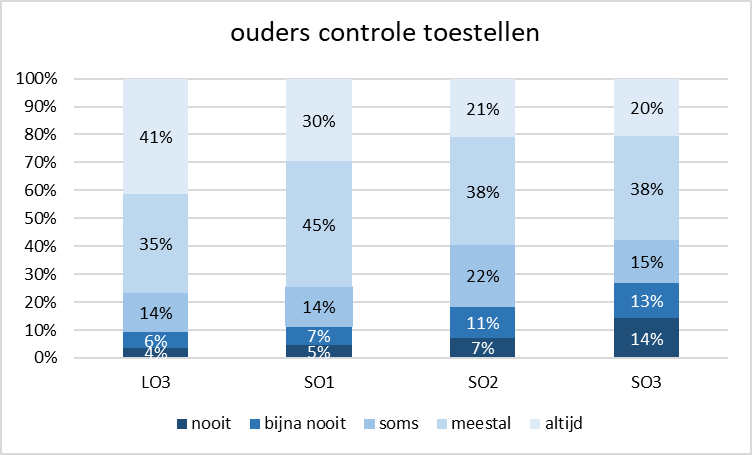 ouders controle toestellen
100%
90%
80%
70%
60%
50%
40%
30%
20%
10%
0%
41% 30% 21% 20%
35% 45% 38% 38%
14% 14% 22% 15%
6% 7% 11% 13%
4% 5% 7% 14%
LO3 SO1 SO2 SO3
nooit bijna nooit soms meestal altijd